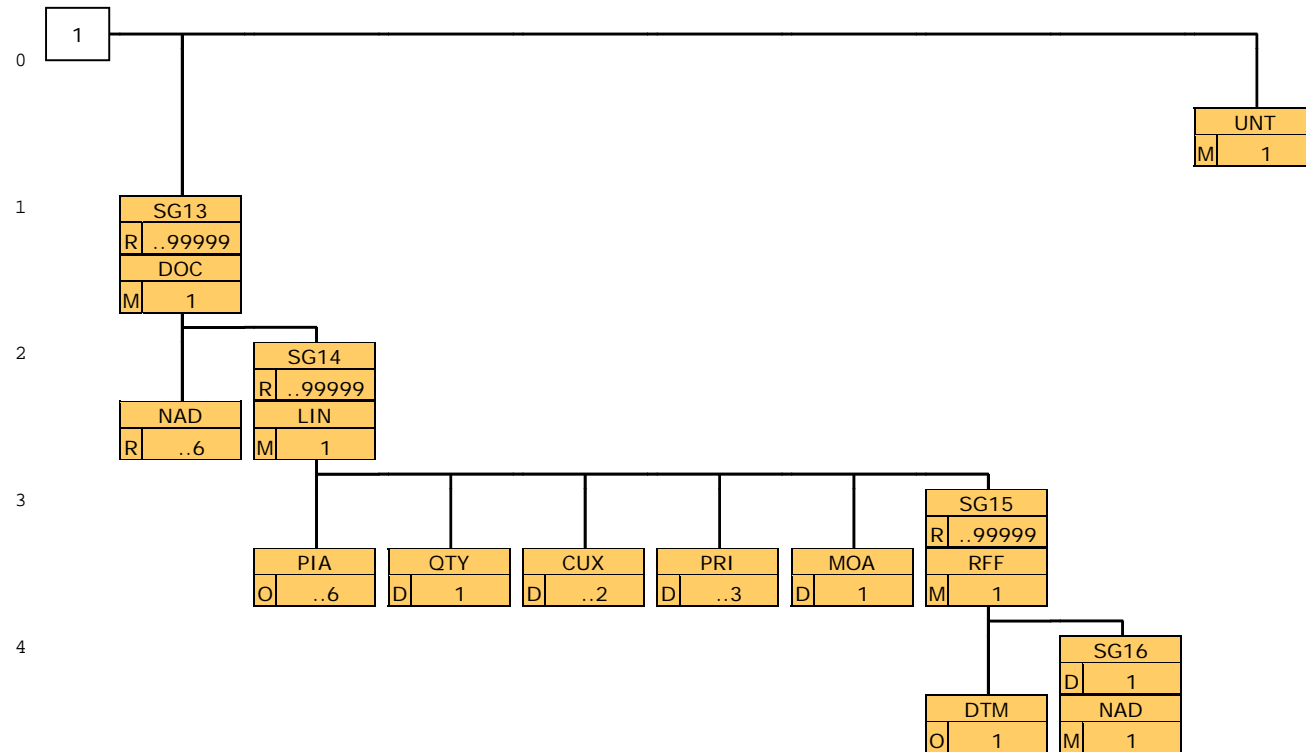 1
0
UNT
M 1
1
SG13
R ..99999
DOC
M 1
2
SG14
R ..99999
NAD LIN
R ..6 M 1
3
SG15
R ..99999
PIA QTY CUX PRI MOA RFF
O ..6 D 1 D ..2 D ..3 D 1 M 1
4
SG16
D 1
DTM NAD
O 1 M 1